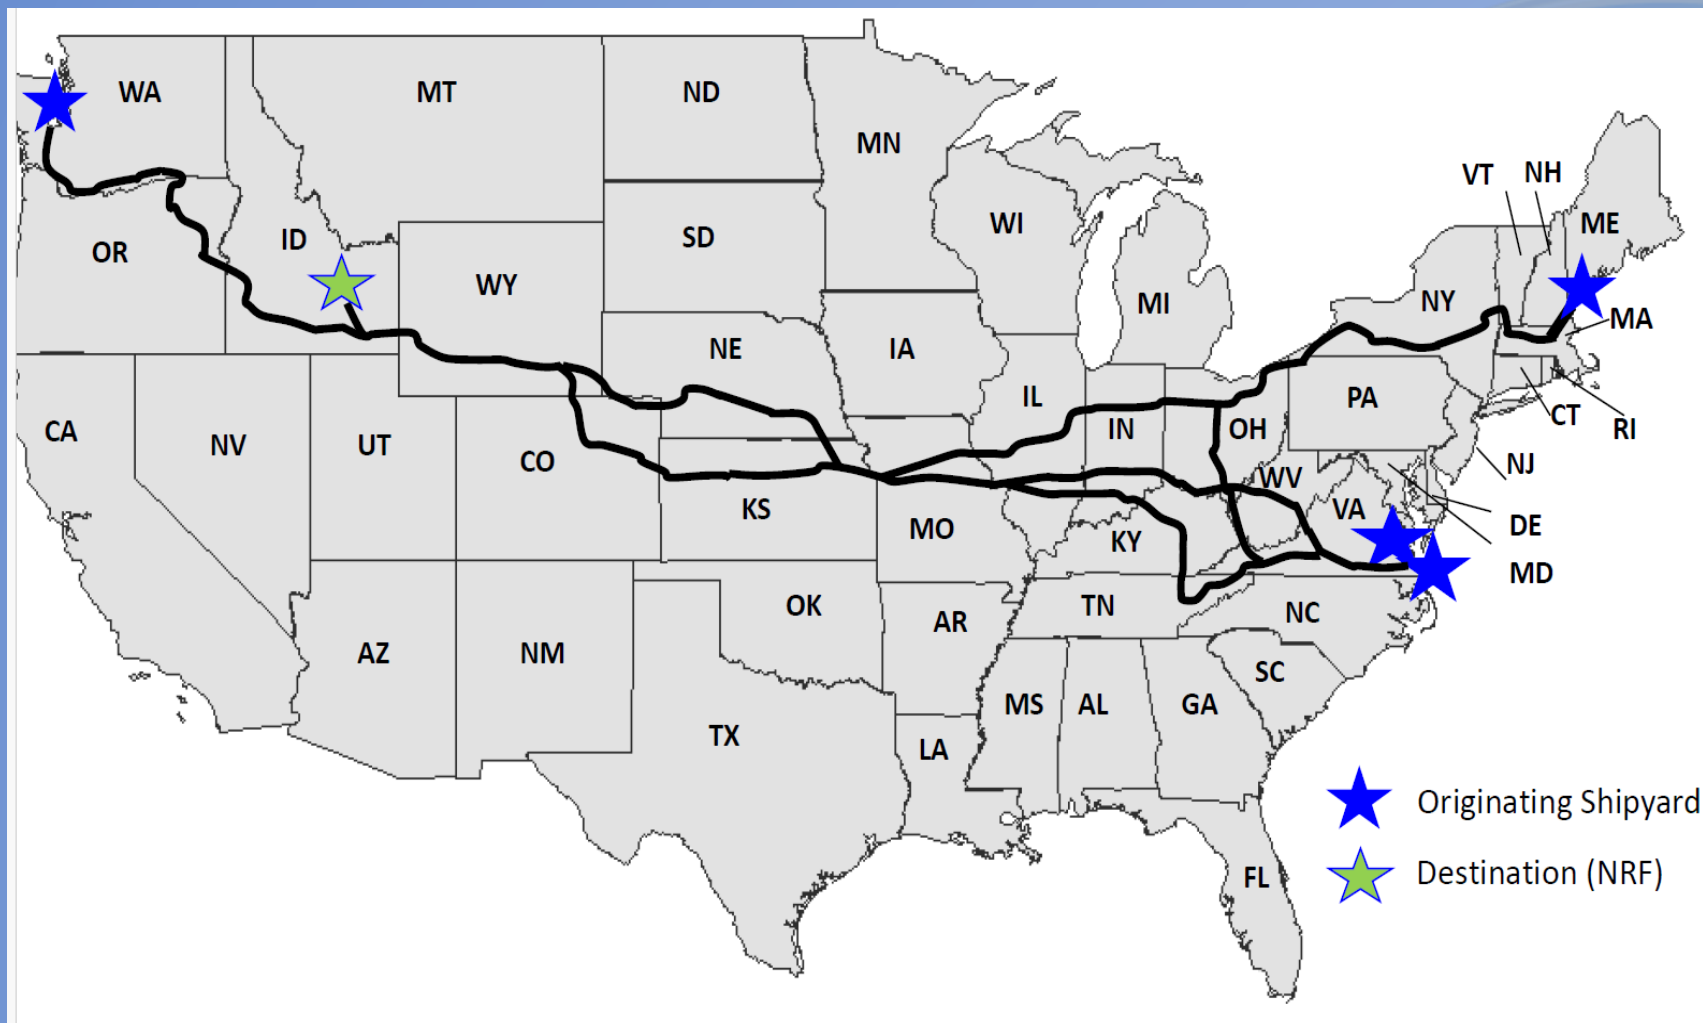 WA
MT
ND
MN
VT
NH
ME
OR
ID
SD
WI
WY
MI
NY
MA
NE
IA
IL
PA
CT
RI
CA
NV
UT
CO
IN
OH
NJ
KS
WV
VA
MO
KY
DE
MD
AZ
NM
OK
AR
TN
NC
SC
TX
LA
MS
AL
GA
FL
Originating Shipyard
Destination (NRF)